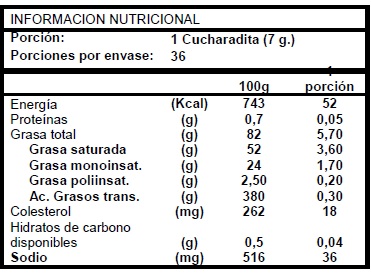 INFORMACION NUTRICIONAL
Porción: 1 Cucharadita (7 g.)
Porciones por envase: 36
100g 1 porción
Energía (Kcal) 743 52
Proteínas (g) 0,7 0,05
Grasa total (g) 82 5,70
Grasa saturada (g) 52 3,60
Grasa monoinsat. (g) 24 1,70
Grasa poliinsat. (g) 2,50 0,20
Ac. Grasos trans. (g) 380 0,30
Colesterol (mg) 262 18
Hidratos de carbono
disponibles (g) 0,5 0,04
Sodio (mg) 516 36